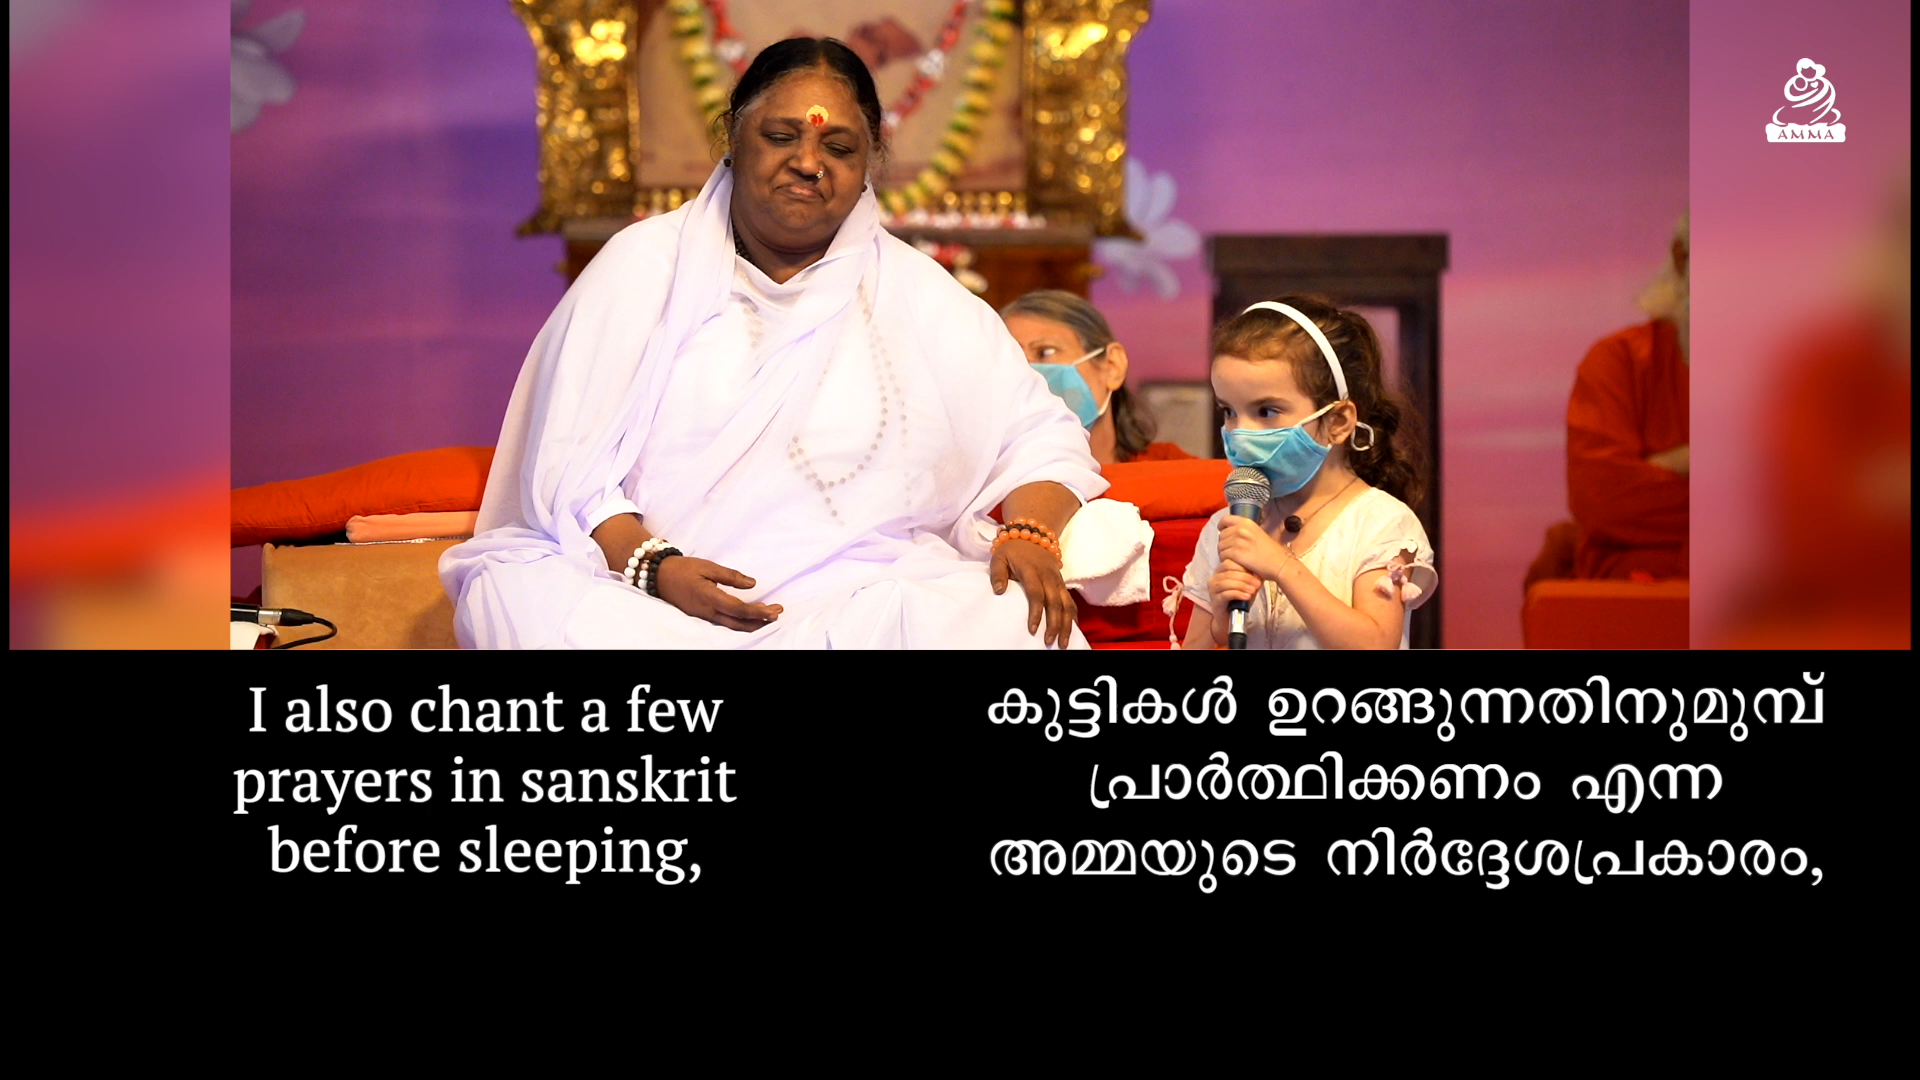 AMMA
I also chant a few
prayers in sanskrit
before sleeping,
കുട്ടികൾ ഉറങ്ങുന്നതിനുമുമ്പ്
പ്രാർത്ഥിക്കണം എന്ന
അമ്മയുടെ നിർദ്ദേശപ്രകാരം,